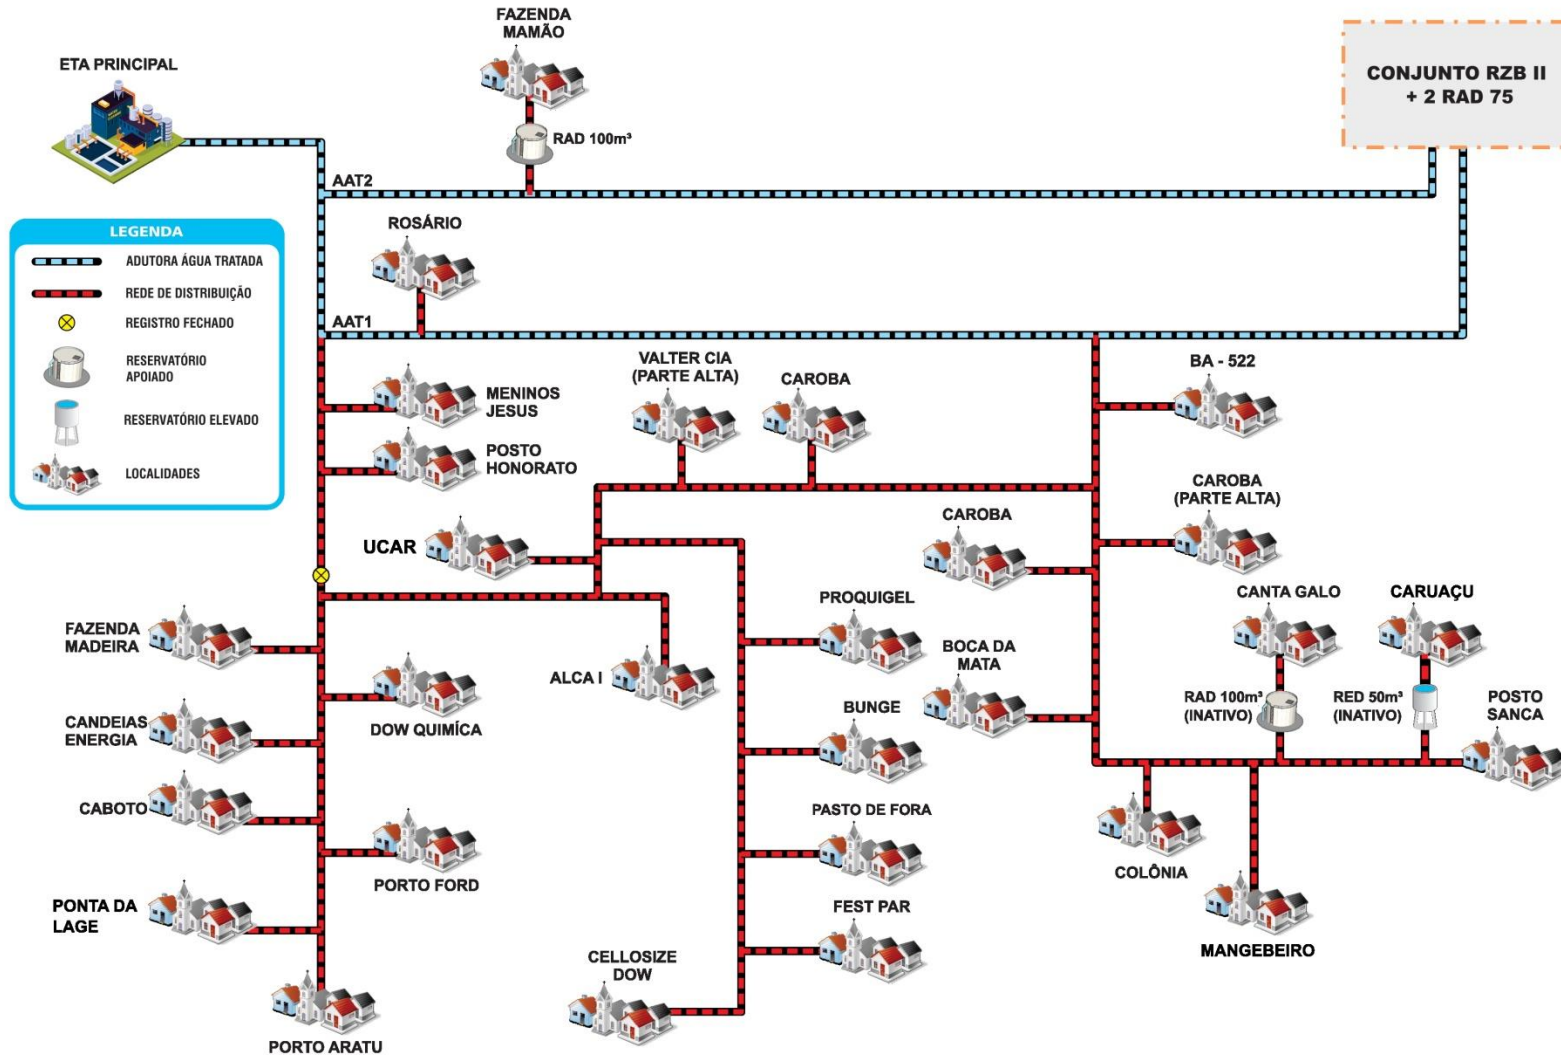 FAZENDA
MAMÃO
ETA PRINCIPAL
CONJUNTO RZB II
+ 2 RAD 75
RAD 100m³
AAT2
LEGENDA
ADUTORA ÁGUA TRATADA
REDE DE DISTRIBUIÇÃO
REGISTRO FECHADO
RESERVATÓRIO
APOIADO
RESERVATÓRIO ELEVADO
LOCALIDADES
ROSÁRIO
AAT1
MENINOS
JESUS
POSTO
HONORATO
VALTER CIA
(PARTE ALTA)
CAROBA
BA - 522
CAROBA
(PARTE ALTA)
CAROBA
UCAR
FAZENDA
MADEIRA
DOW QUIMÍCA
CANDEIAS
ENERGIA
CABOTO
PORTO FORD
PONTA DA
LAGE
PORTO ARATU
ALCA I
PROQUIGEL
BUNGE
PASTO DE FORA
FEST PAR
CELLOSIZE
DOW
BOCA DA
MATA
CANTA GALO
RAD 100m³
(INATIVO)
CARUAÇU
RED 50m³
(INATIVO)
POSTO
SANCA
COLÔNIA
MANGEBEIRO